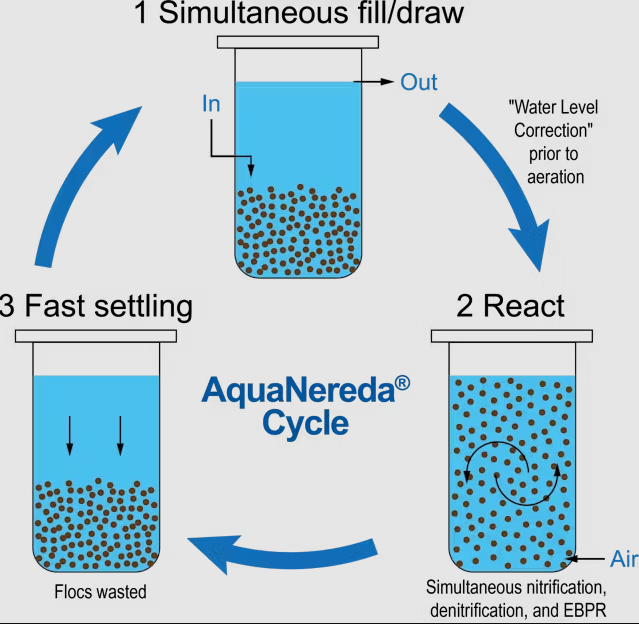 1 Simultaneous fill/draw
In
Out
"Water Level
Correction"
prior to
aeration
3 Fast settling
2 React
AquaNereda®
Cycle
Air
Flocs wasted
Simultaneous nitrification,
denitrification, and EBPR